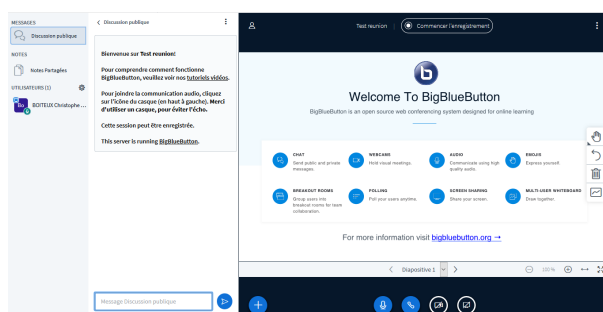 MESSAGES
Discussion publique
NOTES
Notes Partagées
UTILISATEURS (1)
Bo
BOITEUX Christophe ...
Discussion publique
Bienvenue sur Test reunion!
Pour comprendre comment fonctionne
BigBlueButton, veuillez voir nos tutoriels vidéos.
Pour joindre la communication audio, cliquez
sur l'icône du casque (en haut à gauche). Merci
d'utiliser un casque, pour éviter l'écho.
Cette session peut être enregistrée.
This server is running BigBlueButton.
Message Discussion publique
Test reunion
Commencer l'enregistrement
b
Welcome To BigBlueButton
BigBlueButton is an open source web conferencing system designed for online learning
CHAT
Send public and private
messages.
WEBCAMS
Hold visual meetings.
AUDIO
Communicate using high
quality audio.
EMOJIS
Express yourself.
BREAKOUT ROOMS
Group users into
breakout rooms for team
collaboration.
POLLING
Poll your users anytime.
SCREEN SHARING
Share your screen.
MULTI-USER WHITEBOARD
Draw together.
For more information visit bigbluebutton.org →
Diapositive 1
100%